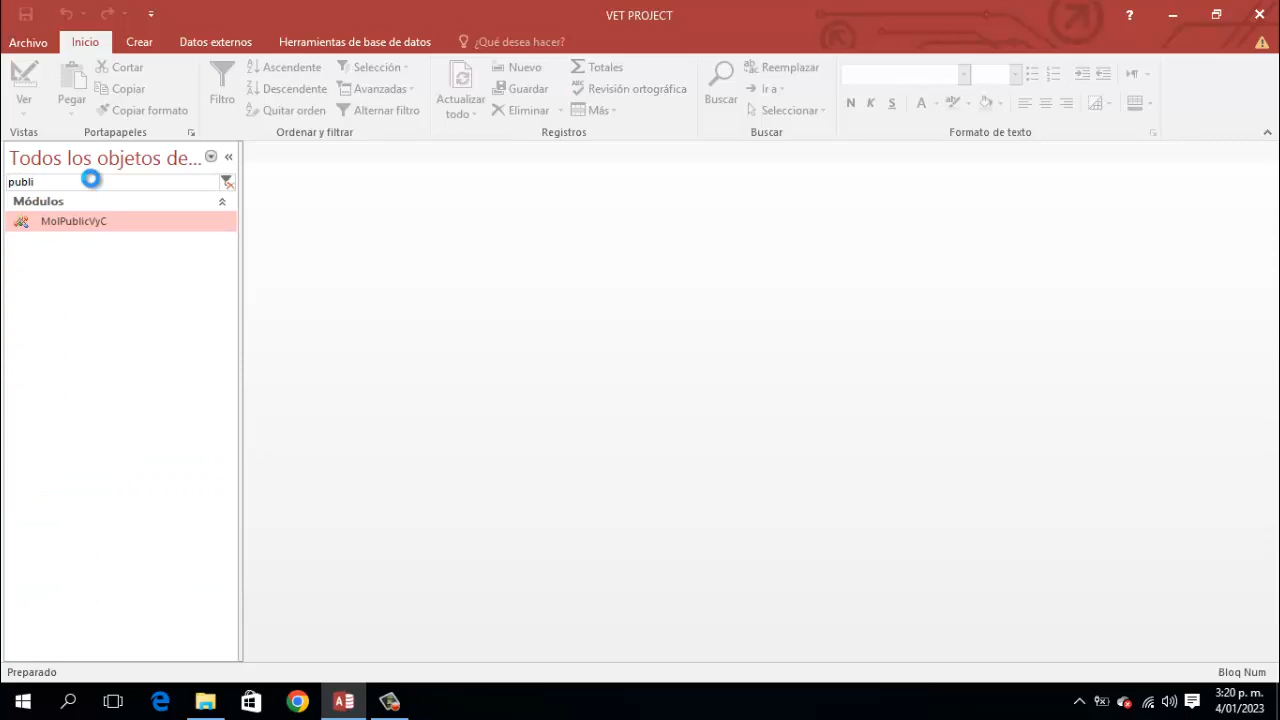 VET PROJECT
?
Archivo Inicio Crear Datos externos Herramientas de base de datos ¿Qué desea hacer?
Ver
Pegar
Cortar
Copiar
Copiar formato
Filtro
Ascendente
Descendente
Quitar orden
Selección
Avanzadas
Alternar filtro
Actualizar
todo
Nuevo
Guardar
Eliminar
Totales
Revisión ortográfica
Más
Buscar
Reemplazar
Ir a
Seleccionar
N K S A
Vistas Portapapeles Ordenar y filtrar Registros Buscar Formato de texto
Todos los objetos de...
publi
Módulos
MolPublicVyC
Preparado Bloq Num
3:20 p. m.
4/01/2023